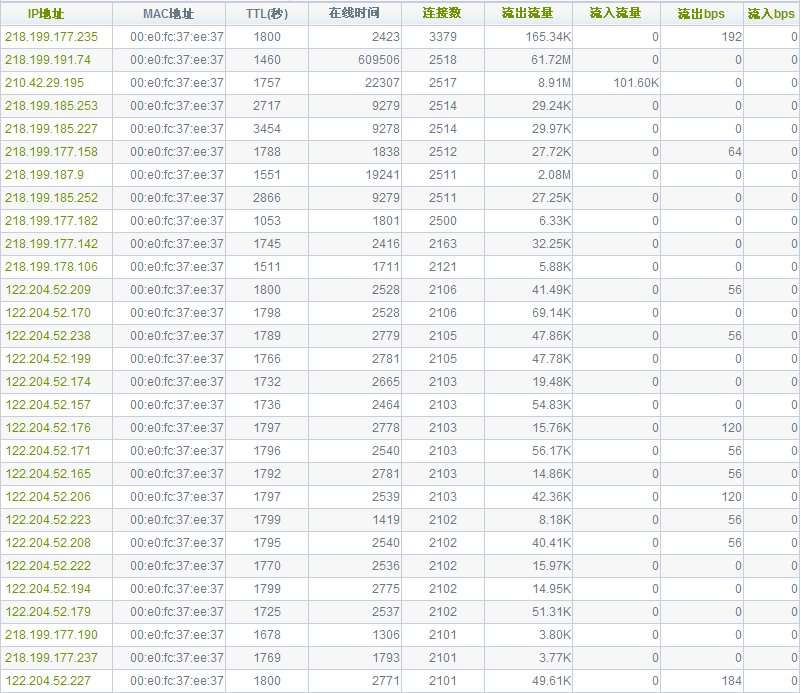 IP地址 MAC地址 TTL(秒) 在线时间 连接数 流出流量 流入流量 流出bps 流入bps
218.199.177.235 00:e0:fc:37:ee:37 1800 2423 3379 165.34K 0 192 0
218.199.191.74 00:e0:fc:37:ee:37 1460 609506 2518 61.72M 0 0 0
210.42.29.195 00:e0:fc:37:ee:37 1757 22307 2517 8.91M 101.60K 0 0
218.199.185.253 00:e0:fc:37:ee:37 2717 9279 2514 29.24K 0 0 0
218.199.185.227 00:e0:fc:37:ee:37 3454 9278 2514 29.97K 0 0 0
218.199.177.158 00:e0:fc:37:ee:37 1788 1838 2512 27.72K 0 64 0
218.199.187.9 00:e0:fc:37:ee:37 1551 19241 2511 2.08M 0 0 0
218.199.185.252 00:e0:fc:37:ee:37 2866 9279 2511 27.25K 0 0 0
218.199.177.182 00:e0:fc:37:ee:37 1053 1801 2500 6.33K 0 0 0
218.199.177.142 00:e0:fc:37:ee:37 1745 2416 2163 32.25K 0 0 0
218.199.178.106 00:e0:fc:37:ee:37 1511 1711 2121 5.88K 0 0 0
122.204.52.209 00:e0:fc:37:ee:37 1800 2528 2106 41.49K 0 56 0
122.204.52.170 00:e0:fc:37:ee:37 1798 2528 2106 69.14K 0 0 0
122.204.52.238 00:e0:fc:37:ee:37 1789 2779 2105 47.86K 0 56 0
122.204.52.199 00:e0:fc:37:ee:37 1766 2781 2105 47.78K 0 0 0
122.204.52.174 00:e0:fc:37:ee:37 1732 2665 2103 19.48K 0 0 0
122.204.52.157 00:e0:fc:37:ee:37 1736 2464 2103 54.83K 0 0 0
122.204.52.176 00:e0:fc:37:ee:37 1797 2778 2103 15.76K 0 120 0
122.204.52.171 00:e0:fc:37:ee:37 1796 2540 2103 56.17K 0 56 0
122.204.52.165 00:e0:fc:37:ee:37 1792 2781 2103 14.86K 0 56 0
122.204.52.206 00:e0:fc:37:ee:37 1797 2539 2103 42.36K 0 120 0
122.204.52.223 00:e0:fc:37:ee:37 1799 1419 2102 8.18K 0 56 0
122.204.52.208 00:e0:fc:37:ee:37 1795 2540 2102 40.41K 0 56 0
122.204.52.222 00:e0:fc:37:ee:37 1770 2536 2102 15.97K 0 0 0
122.204.52.194 00:e0:fc:37:ee:37 1799 2775 2102 14.95K 0 0 0
122.204.52.179 00:e0:fc:37:ee:37 1725 2537 2102 51.31K 0 0 0
218.199.177.190 00:e0:fc:37:ee:37 1678 1306 2101 3.80K 0 0 0
218.199.177.237 00:e0:fc:37:ee:37 1769 1793 2101 3.77K 0 0 0
122.204.52.227 00:e0:fc:37:ee:37 1800 2771 2101 49.61K 0 184 0